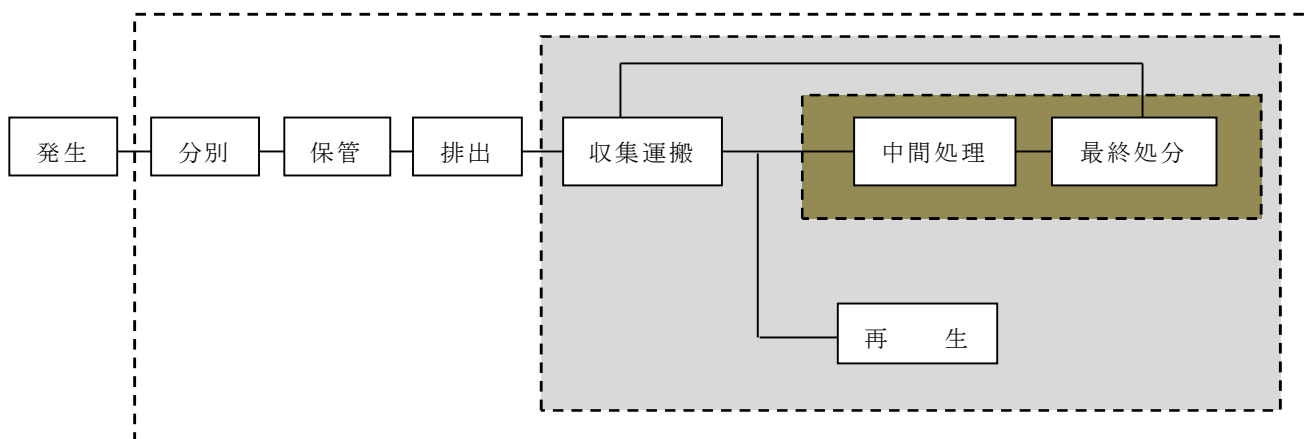 発生
分別
保管
排出
収集運搬
中間処理
最終処分
再　生